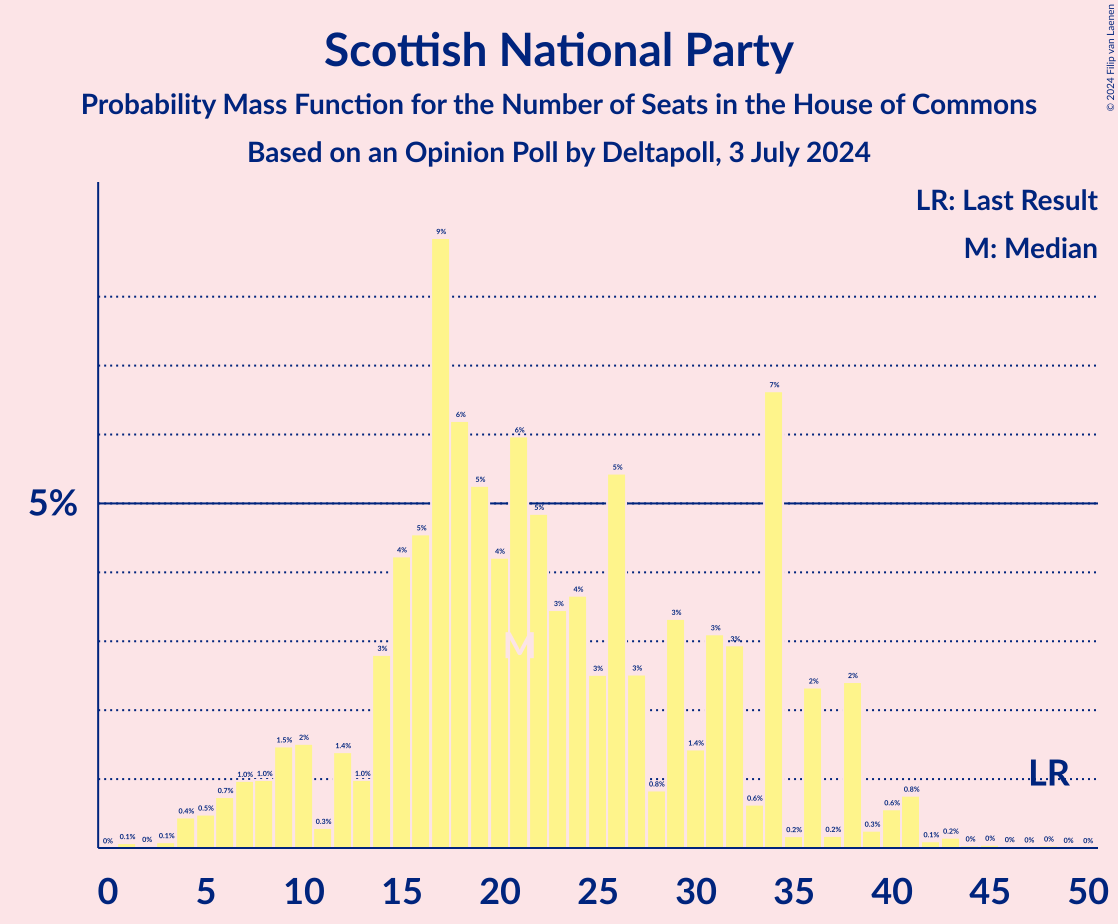 Scottish National Party
Probability Mass Function for the Number of Seats in the House of Commons
Based on an Opinion Poll by Deltapoll, 3 July 2024
© 2024 Filip van Laenen
LR: Last Result
M: Median
5%
0% 0.1% 0% 0.1% 0.4% 0.5% 0.7% 1.0% 1.0% 1.5% 2% 0.3% 1.4% 1.0% 3% 4% 5% 9% 6% 5% 4% 6% 5% 3% 4% 3% 5% 3% 0.8% 3% 1.4% 3% 3% 0.6% 7% 0.2% 2% 0.2% 2% 0.3% 0.6% 0.8% 0.1% 0.2% 0% 0% 0% 0% 0% 0% 0%
M
LR
0 5 10 15 20 25 30 35 40 45 50